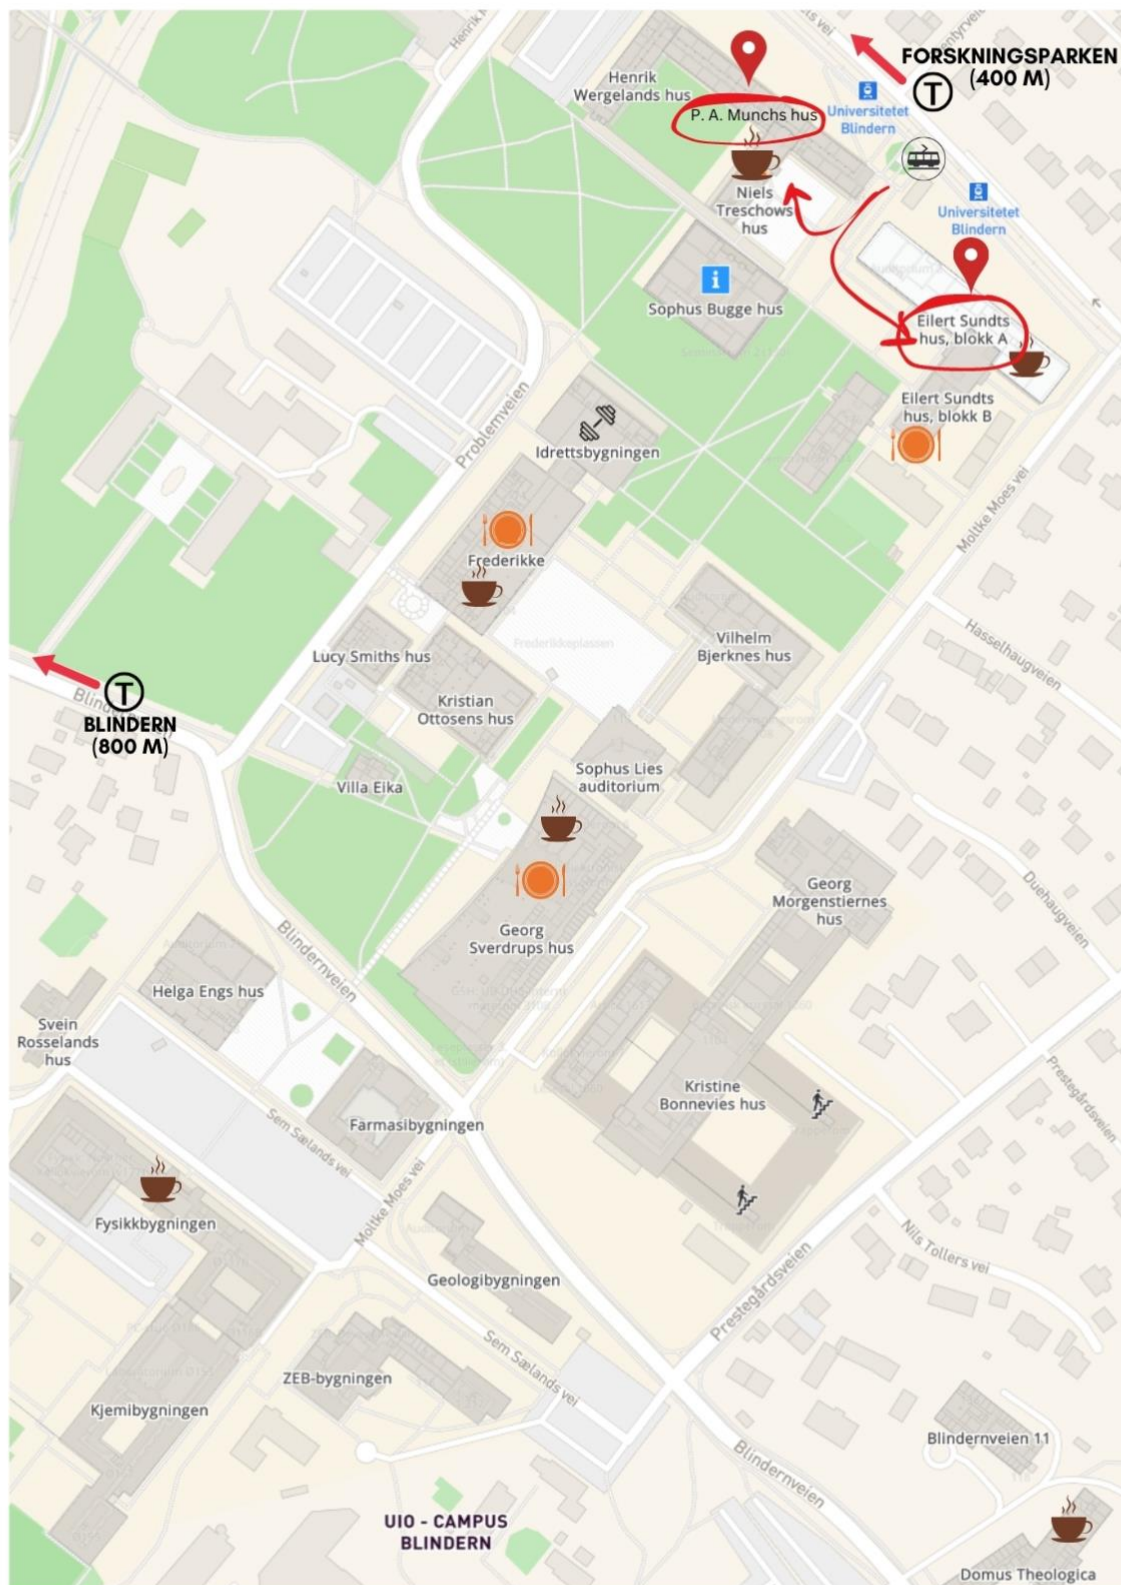 Henrik
FORSKNINGSPARKEN
(400 M)
T
Henrik
Wergelands hus
P. A. Munchs hus
Universitetet
Blindern
Niels
Treschows
hus
Universitetet
Blindern
i
Sophus Bugge hus
Eilert Sundts
hus, blokk A
Eilert Sundts
hus, blokk B
Problemveien
Idrettsbygningen
Moltke Moes vei
Frederikke
Frederikkeplassen
Lucy Smiths hus
Vilhelm
Bjerknes hus
Hasselhaugveien
T
BLINDERN
(800 M)
Kristian
Ottosens hus
Villa Eika
Sophus Lies
auditorium
Georg
Morgenstiernes
hus
Duehaugveien
Georg
Sverdrups hus
Blindernveien
Helga Engs hus
Svein
Rosselands
hus
Kristine
Bonnevies hus
Prestegårdsveien
Farmasibygningen
Sem Sælands vei
Moltke Moes vei
Fysikkbygningen
Geologibygningen
Nils Tollers vei
Prestegårdsveien
Sem Sælands vei
ZEB-bygningen
Kjemibygningen
Blindernveien 11
Blindernveien
UIO - CAMPUS
BLINDERN
Domus Theologica